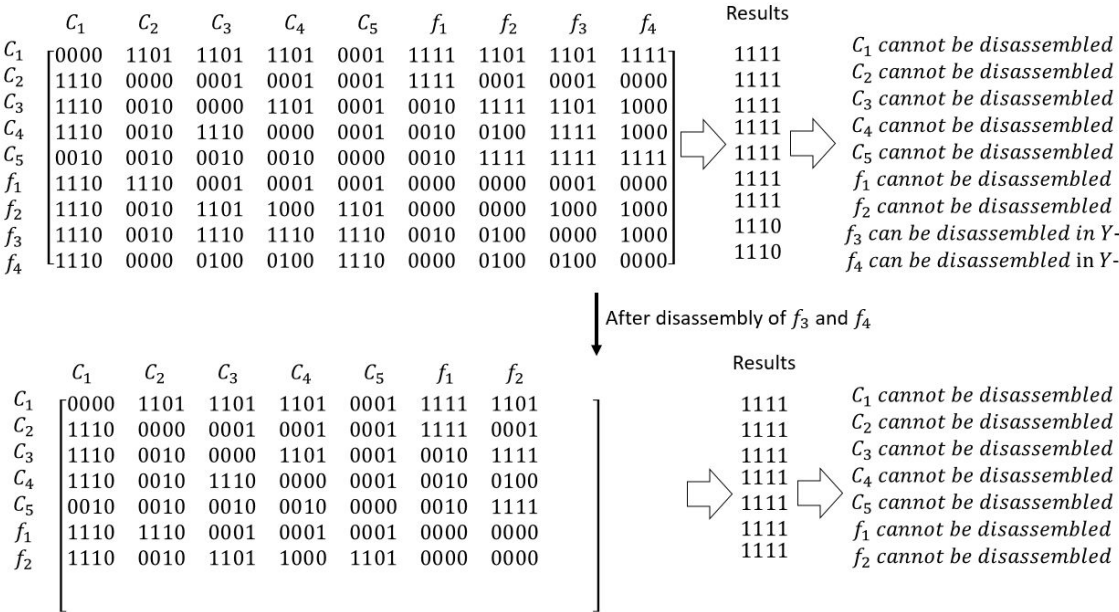 C₁ C₂ C₃ C₄ C₅ f₁ f₂ f₃ f₄ Results
C₁ 0000 1101 1101 1101 0001 1111 1101 1101 1111 1111 C₁ cannot be disassembled
C₂ 1110 0000 0001 0001 0001 1111 0001 0001 0000 1111 C₂ cannot be disassembled
C₃ 1110 0010 0000 1101 0001 0010 1111 1101 1000 1111 C₃ cannot be disassembled
C₄ 1110 0010 1110 0000 0001 0010 0100 1111 1000 1111 C₄ cannot be disassembled
C₅ 0010 0010 0010 0010 0000 0010 1111 1111 1111 1111 C₅ cannot be disassembled
f₁ 1110 1110 0001 0001 0001 0000 0000 0001 0000 1111 f₁ cannot be disassembled
f₂ 1110 0010 1101 1000 1101 0000 0000 1000 1000 1111 f₂ cannot be disassembled
f₃ 1110 0010 1110 1110 1110 0010 0100 0000 1000 1110 f₃ can be disassembled in Y-
f₄ 1110 0000 0100 0100 1110 0000 0100 0100 0000 1110 f₄ can be disassembled in Y-
After disassembly of f₃ and f₄
C₁ C₂ C₃ C₄ C₅ f₁ f₂ Results
C₁ 0000 1101 1101 1101 0001 1111 1101 1111 C₁ cannot be disassembled
C₂ 1110 0000 0001 0001 0001 1111 0001 1111 C₂ cannot be disassembled
C₃ 1110 0010 0000 1101 0001 0010 1111 1111 C₃ cannot be disassembled
C₄ 1110 0010 1110 0000 0001 0010 0100 1111 C₄ cannot be disassembled
C₅ 0010 0010 0010 0010 0000 0010 1111 1111 C₅ cannot be disassembled
f₁ 1110 1110 0001 0001 0001 0000 0000 1111 f₁ cannot be disassembled
f₂ 1110 0010 1101 1000 1101 0000 0000 1111 f₂ cannot be disassembled